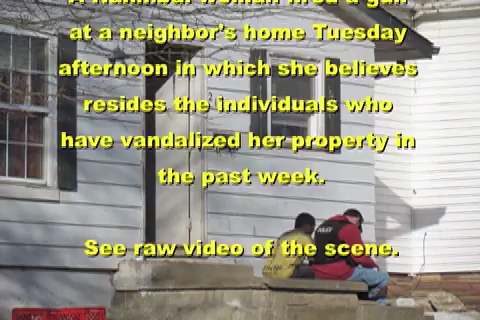 A Hannibal woman fired a gun
at a neighbor's home Tuesday
afternoon in which she believes
resides the individuals who
have vandalized her property in
the past week.
See raw video of the scene.